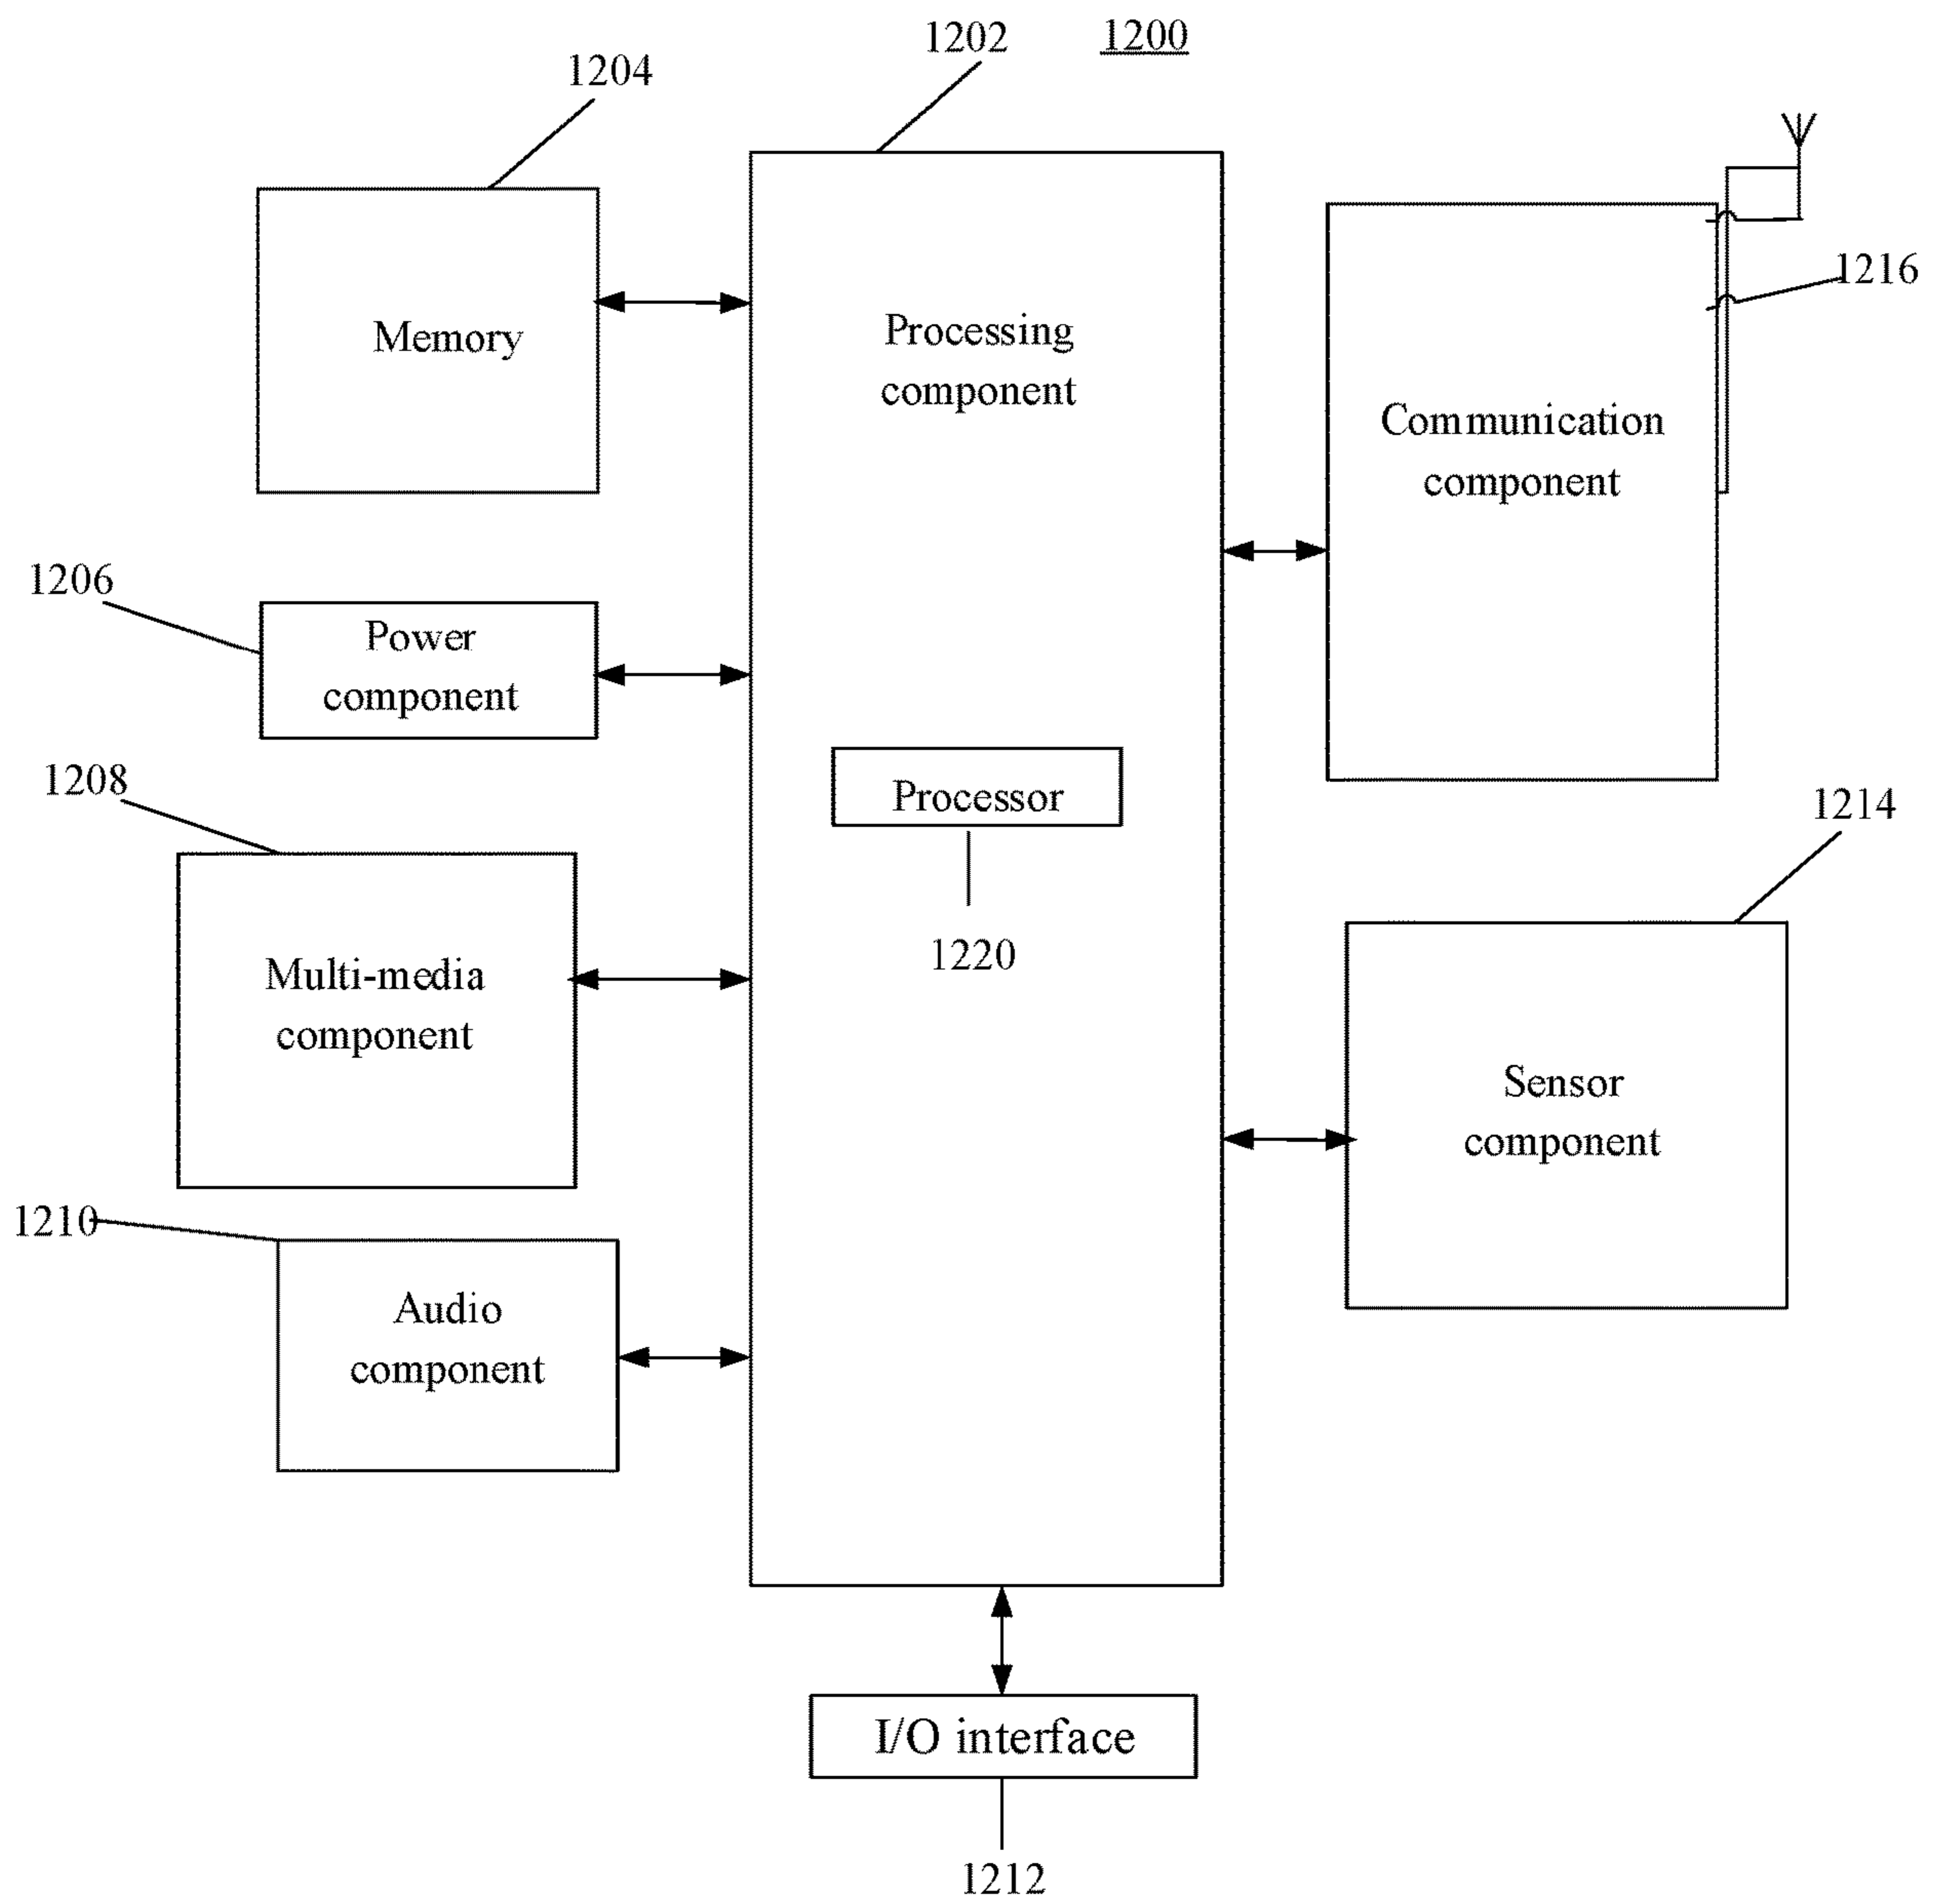 1202
1200
1204
Memory
Processing
component
1216
Communication
component
1206
Power
component
1208
Processor
1214
1220
Multi-media
component
Sensor
component
1210
Audio
component
I/O interface
1212